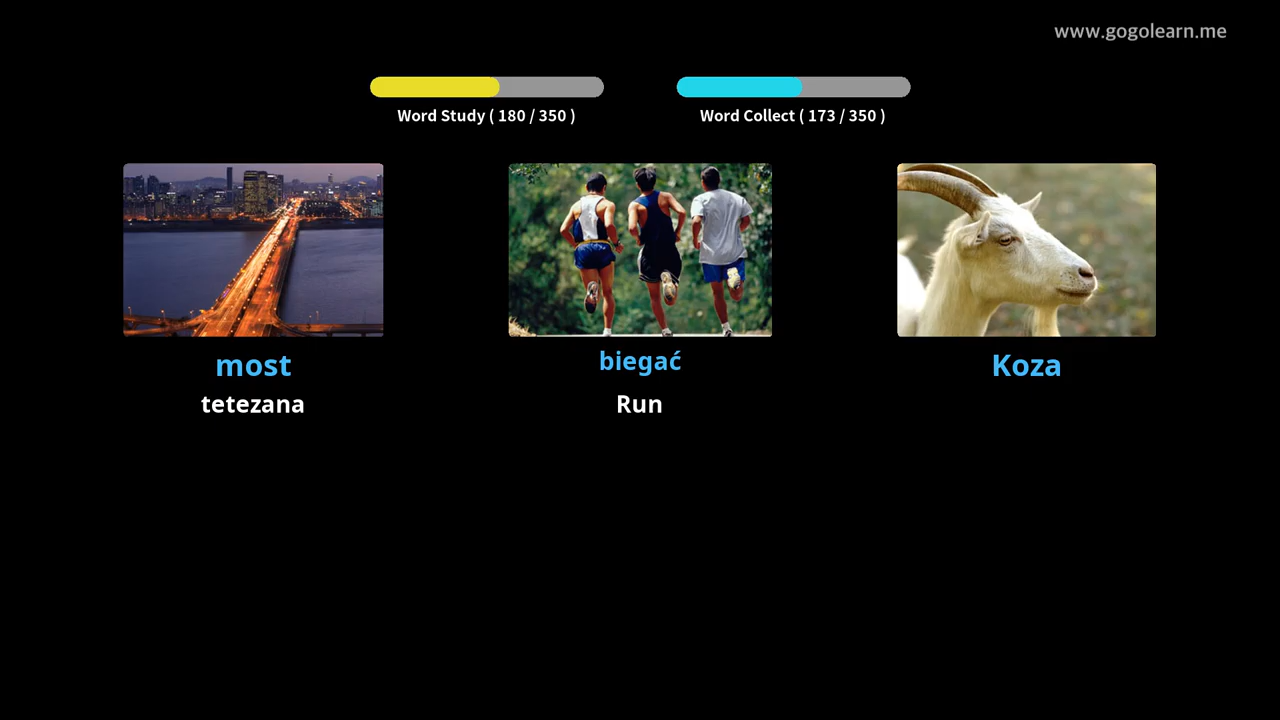 www.gogolearn.me
Word Study ( 180 / 350 )
Word Collect ( 173 / 350 )
most
tetezana
biegać
Run
Koza